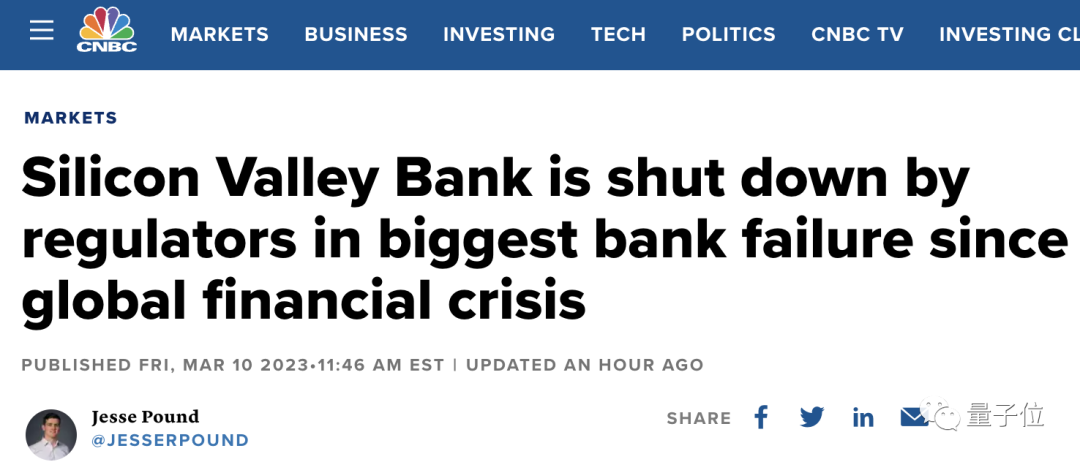 CNBC
MARKETS BUSINESS INVESTING TECH POLITICS CNBC TV INVESTING CL
MARKETS
Silicon Valley Bank is shut down by
regulators in biggest bank failure since
global financial crisis
PUBLISHED FRI, MAR 10 2023•11:46 AM EST | UPDATED AN HOUR AGO
Jesse Pound
@JESSERPOUND
SHARE
量子位